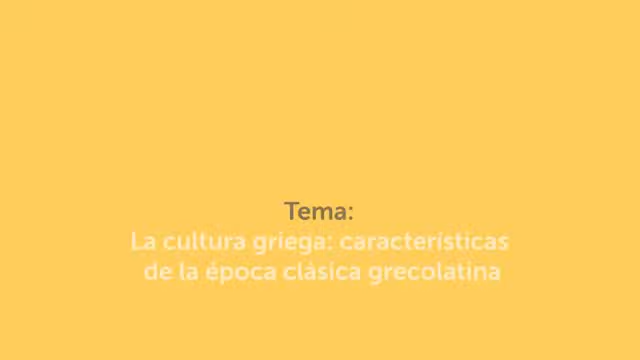 Tema:
La cultura griega: características
de la época clásica grecolatina